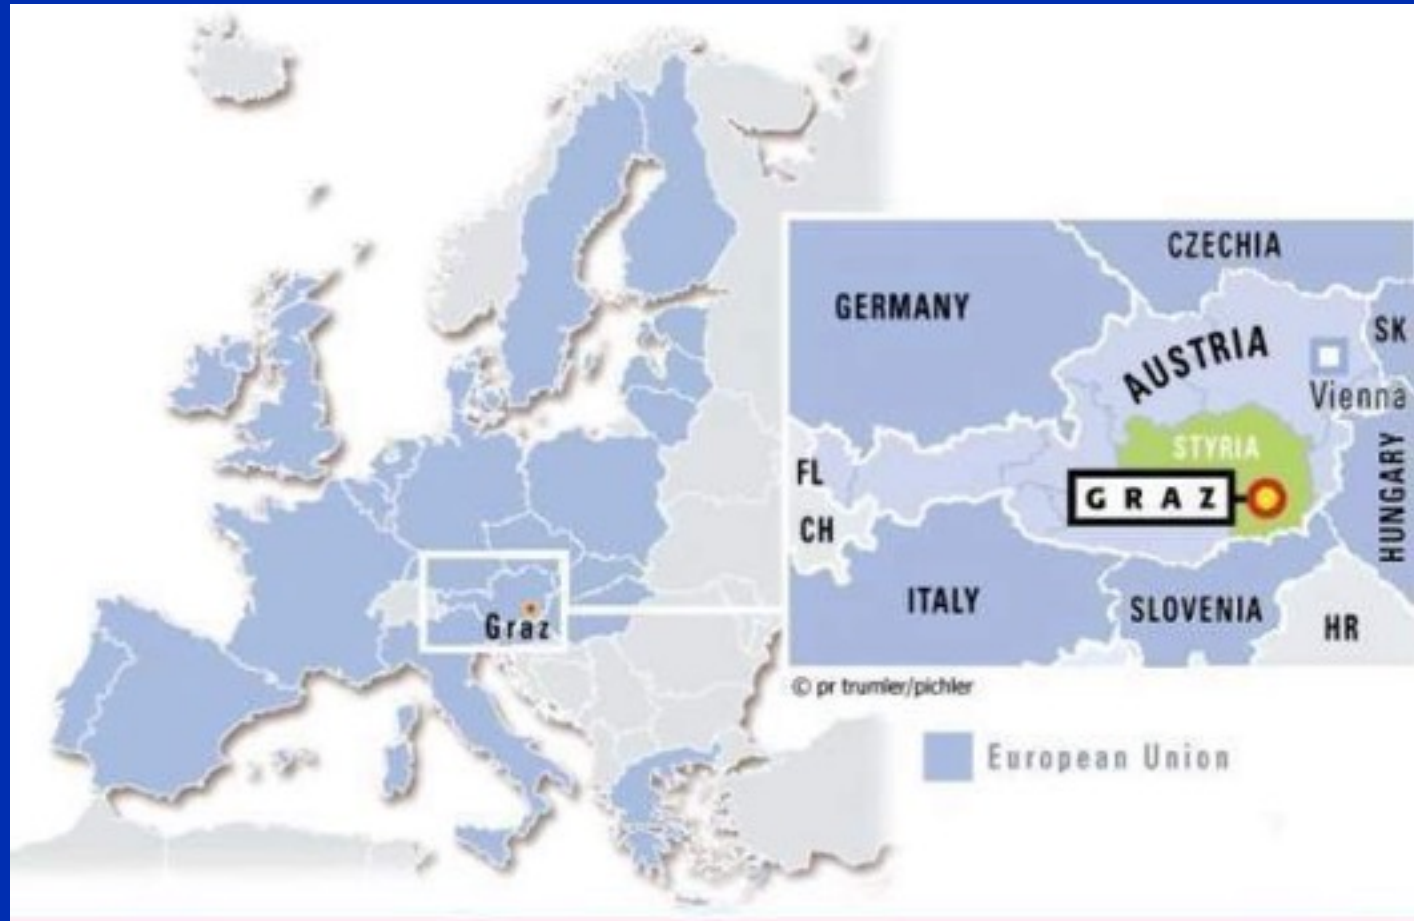 Graz
CZECHIA
GERMANY
AUSTRIA
SK
Vienna
STYRIA
FL
GRAZ
CH
HUNGARY
ITALY
SLOVENIA
HR
© pr trumler/pichler
European Union